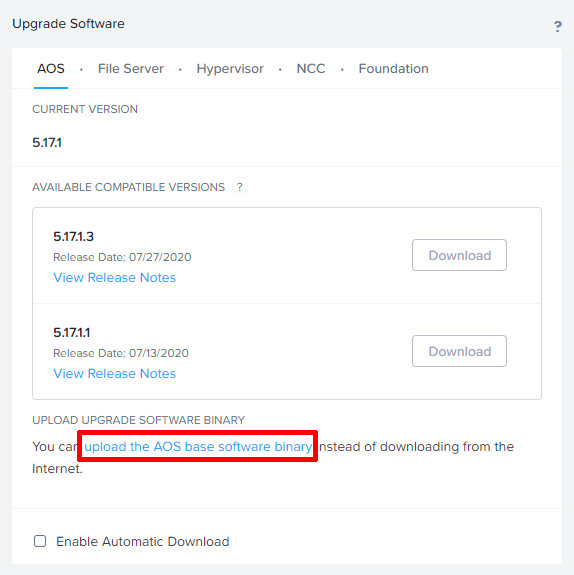 Upgrade Software
?
AOS · File Server · Hypervisor · NCC · Foundation
CURRENT VERSION
5.17.1
AVAILABLE COMPATIBLE VERSIONS ?
5.17.1.3
Release Date: 07/27/2020
Download
View Release Notes
5.17.1.1
Release Date: 07/13/2020
Download
View Release Notes
UPLOAD UPGRADE SOFTWARE BINARY
You can upload the AOS base software binary instead of downloading from the
Internet.
Enable Automatic Download